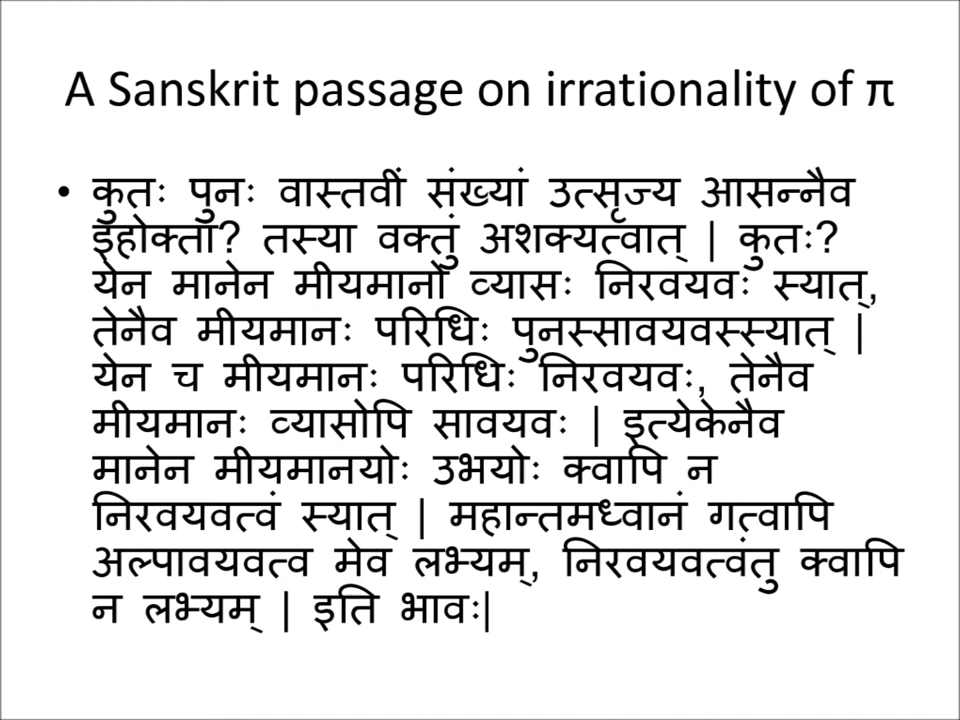 A Sanskrit passage on irrationality of π
• कुतः पुनः वास्तवीं संख्यां उत्सृज्य आसन्नैव
इहोक्ता? तस्या वक्तुं अशक्यत्वात् | कुतः?
येन मानेन मीयमानो व्यासः निरवयवः स्यात्,
तेनैव मीयमानः परिधिः पुनस्सावयवस्स्यात् |
येन च मीयमानः परिधिः निरवयवः, तेनैव
मीयमानः व्यासोपि सावयवः | इत्येकेनैव
मानेन मीयमानयोः उभयोः क्वापि न
निरवयवत्वं स्यात् | महान्तमध्वानं गत्वापि
अल्पावयवत्व मेव लभ्यम्, निरवयवत्वंतु क्वापि
न लभ्यम् | इति भावः|